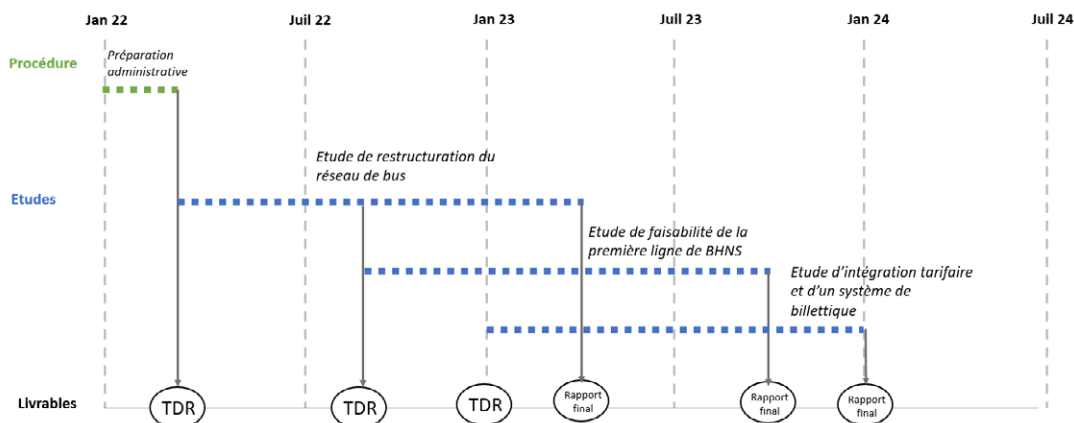 Jan 22
Juil 22
Jan 23
Juil 23
Jan 24
Juil 24
Procédure
Préparation
administrative
Etude de restructuration du
réseau de bus
Etudes
Etude de faisabilité de la
première ligne de BHNS
Etude d'intégration tarifaire
et d'un système de
billettique
Livrables
TDR
TDR
TDR
Rapport
final
Rapport
final
Rapport
final